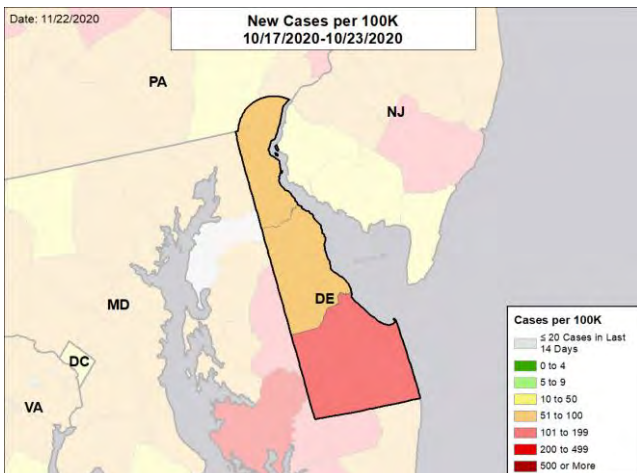 Date: 11/22/2020
New Cases per 100K
10/17/2020-10/23/2020
PA
NJ
MD
DE
DC
VA
Cases per 100K
≤ 20 Cases in Last
14 Days
0 to 4
5 to 9
10 to 50
51 to 100
101 to 199
200 to 499
500 or More